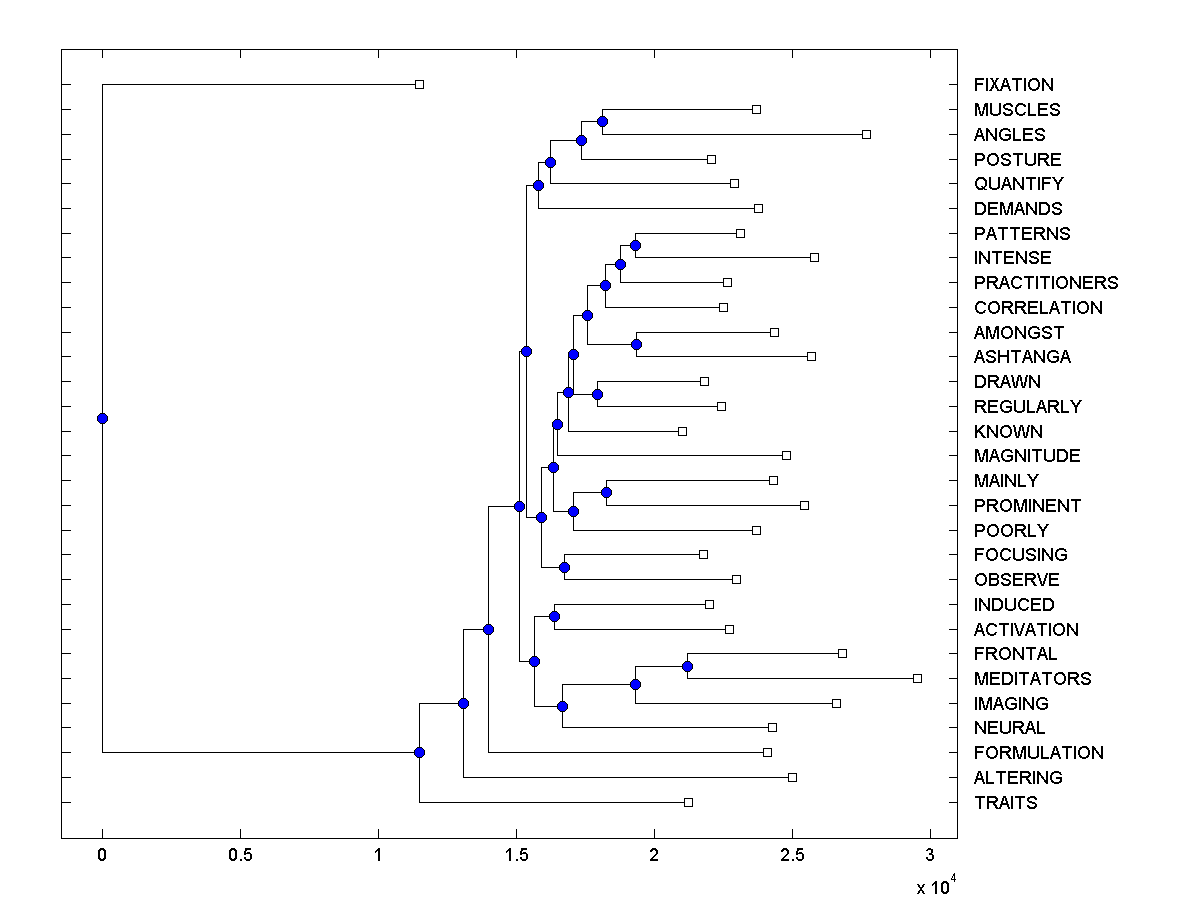 FIXATION
MUSCLES
ANGLES
POSTURE
QUANTIFY
DEMANDS
PATTERNS
INTENSE
PRACTITIONERS
CORRELATION
AMONGST
ASHTANGA
DRAWN
REGULARLY
KNOWN
MAGNITUDE
MAINLY
PROMINENT
POORLY
FOCUSING
OBSERVE
INDUCED
ACTIVATION
FRONTAL
MEDITATORS
IMAGING
NEURAL
FORMULATION
ALTERING
TRAITS
0 0.5 1 1.5 2 2.5 3
x 10^4